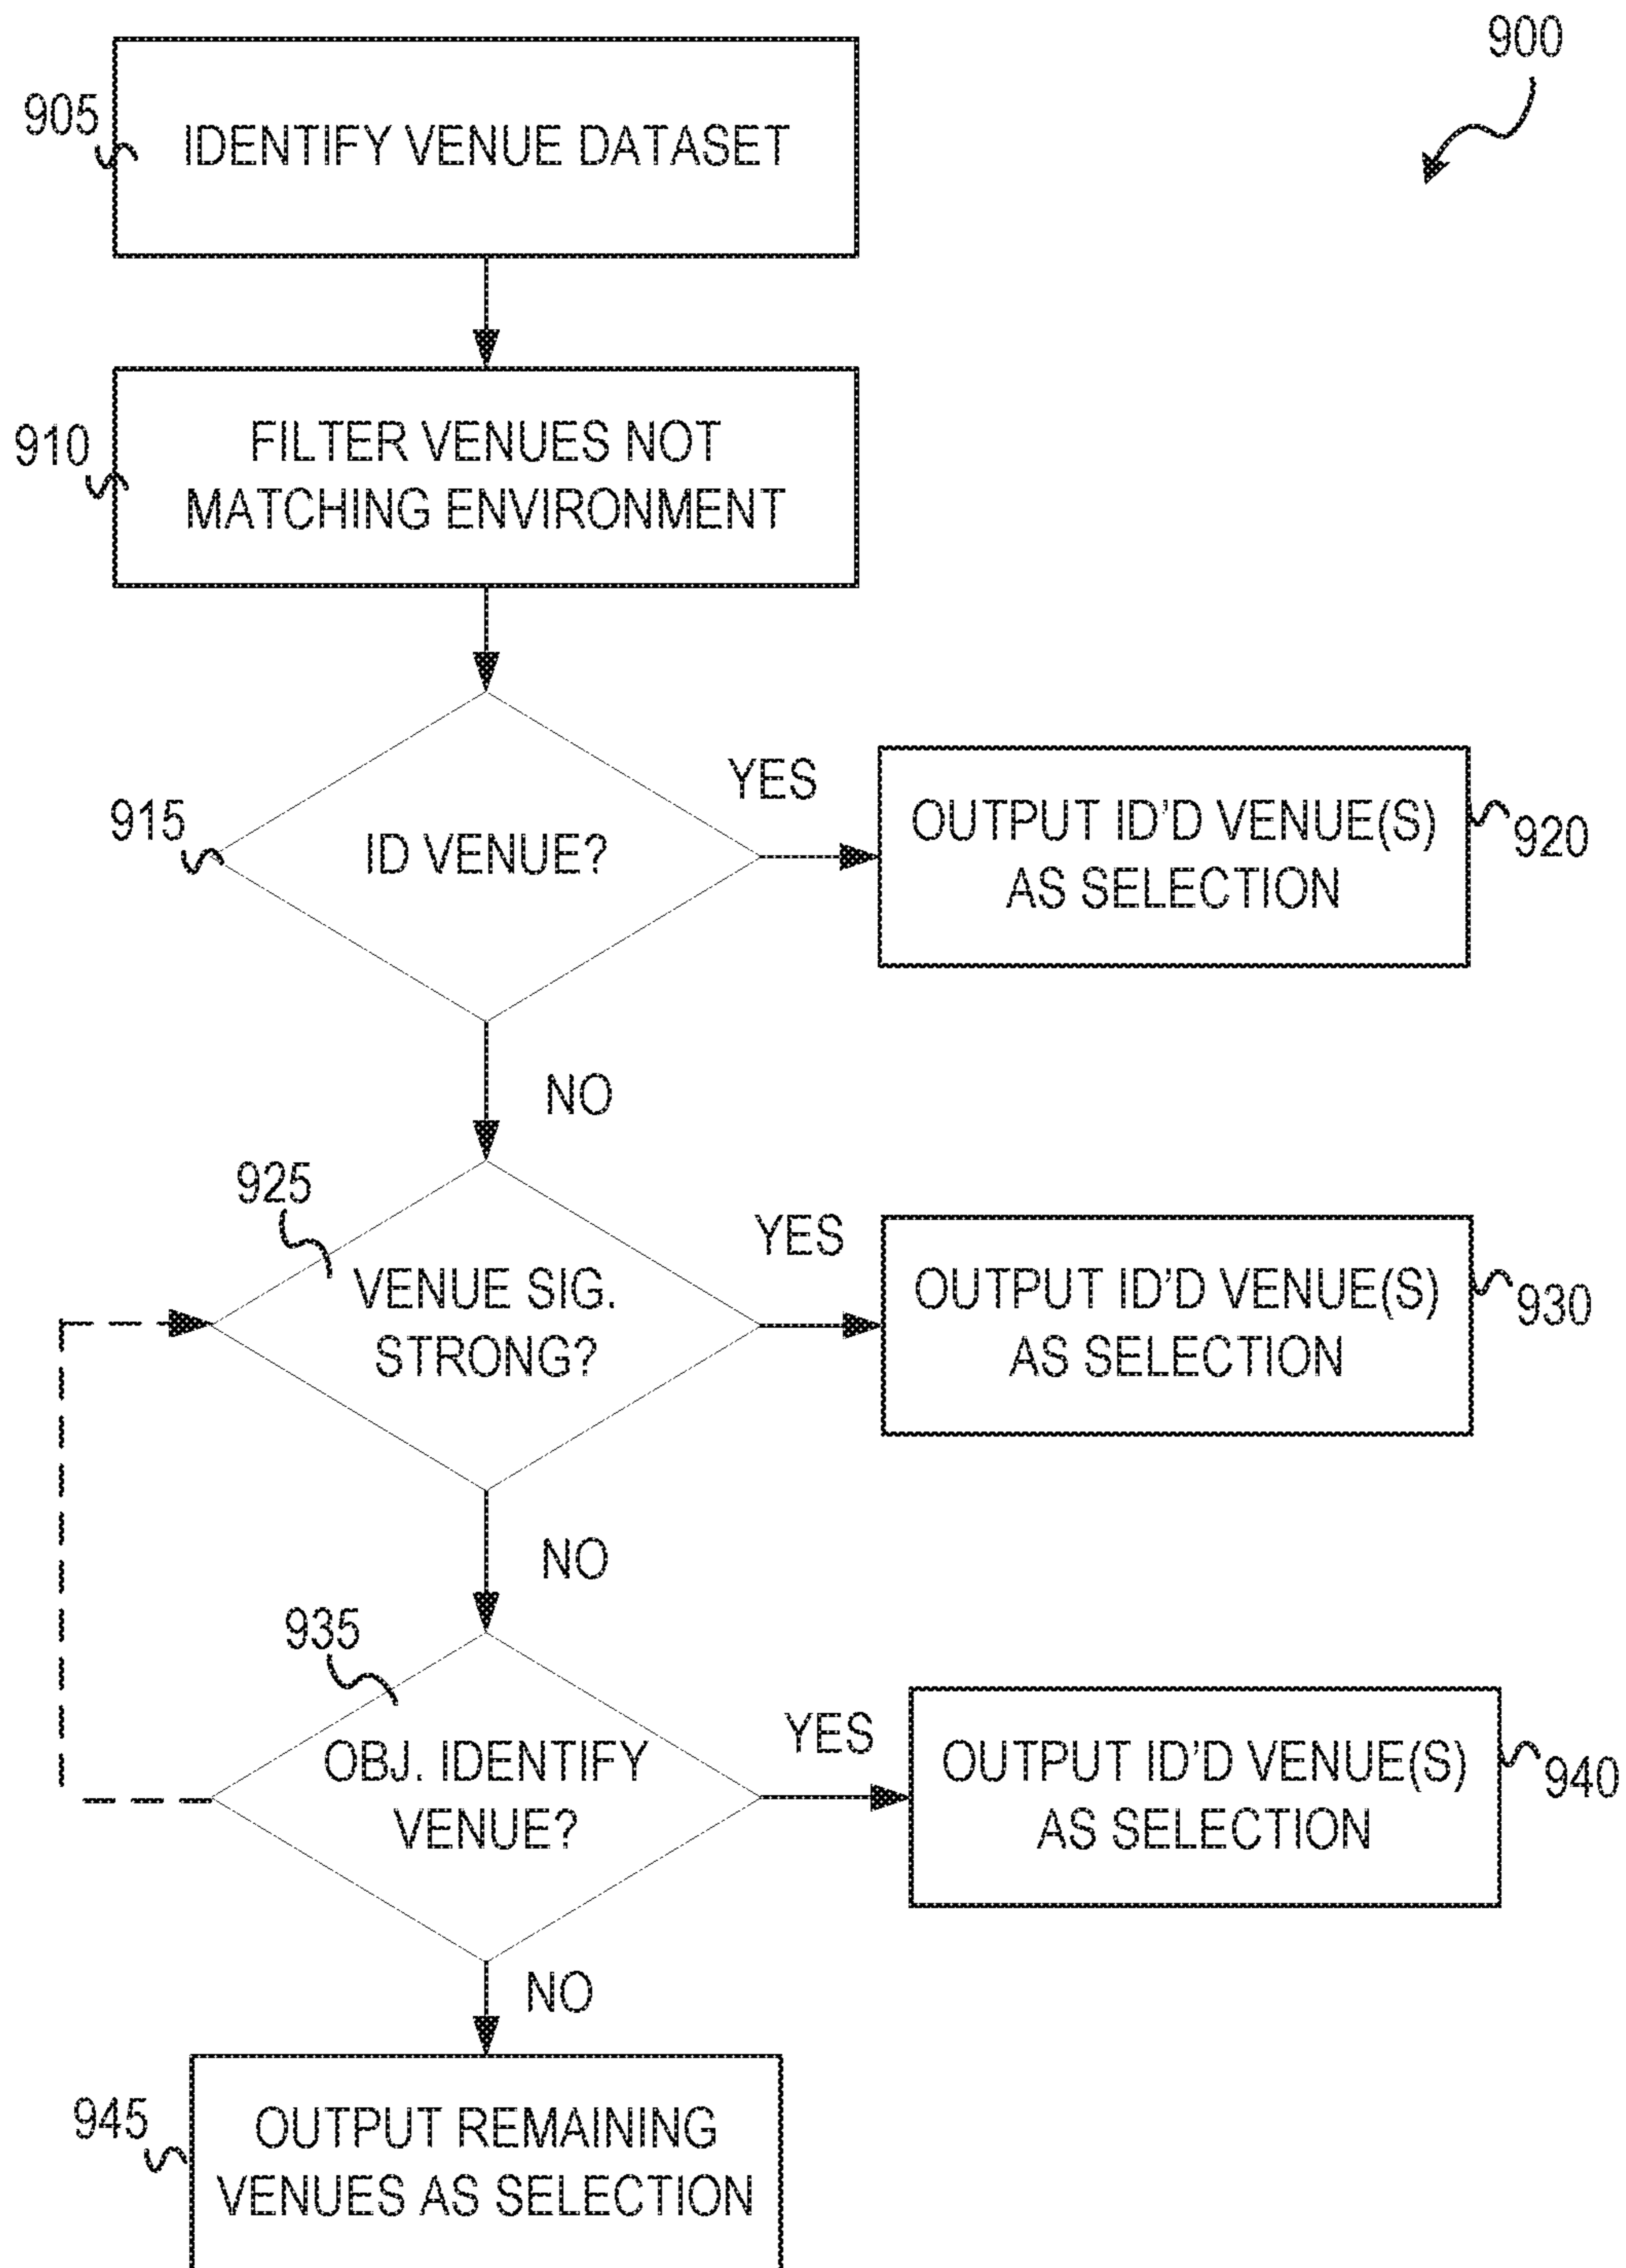 900
905
IDENTIFY VENUE DATASET
910
FILTER VENUES NOT
MATCHING ENVIRONMENT
915
ID VENUE?
YES
OUTPUT ID'D VENUE(S)
AS SELECTION
920
NO
925
VENUE SIG.
STRONG?
YES
OUTPUT ID'D VENUE(S)
AS SELECTION
930
NO
935
OBJ. IDENTIFY
VENUE?
YES
OUTPUT ID'D VENUE(S)
AS SELECTION
940
NO
945
OUTPUT REMAINING
VENUES AS SELECTION